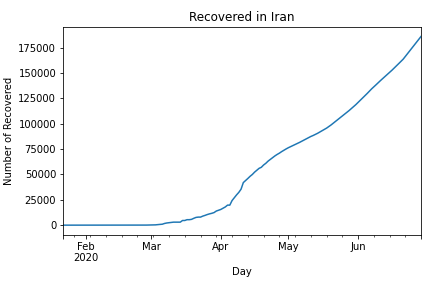 Recovered in Iran
Number of Recovered
175000
150000
125000
100000
75000
50000
25000
0
Feb Mar Apr May Jun
2020
Day